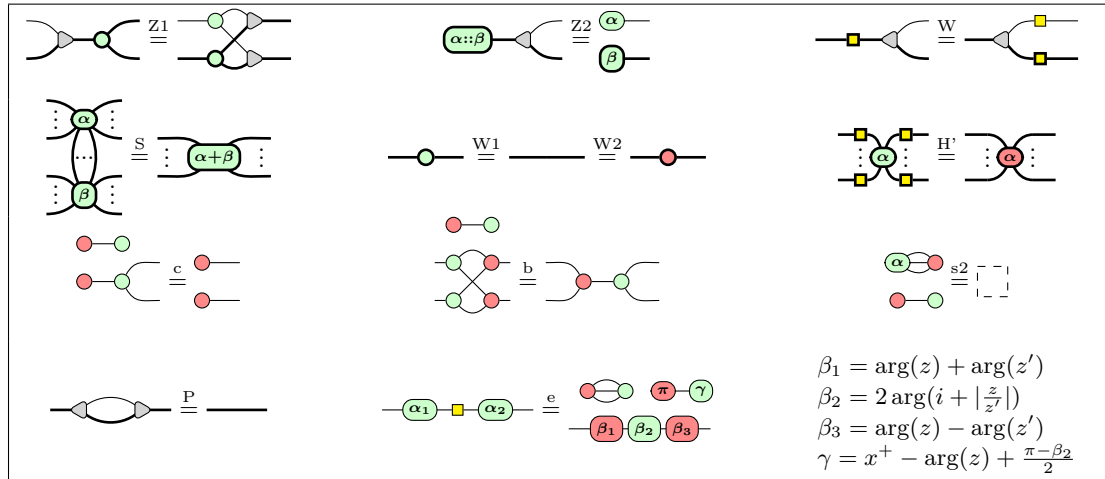 Z1
α::β Z2 α
β
W
α
⋮ ⋮
... S α+β
β
⋮ ⋮
W1 W2
α H' α
c
b
α s2
P
α₁ α₂ e π γ
β₁ β₂ β₃
β₁ = arg(z) + arg(z′)
β₂ = 2 arg(i + |z/z′|)
β₃ = arg(z) − arg(z′)
γ = x⁺ − arg(z) + (π−β₂)/2